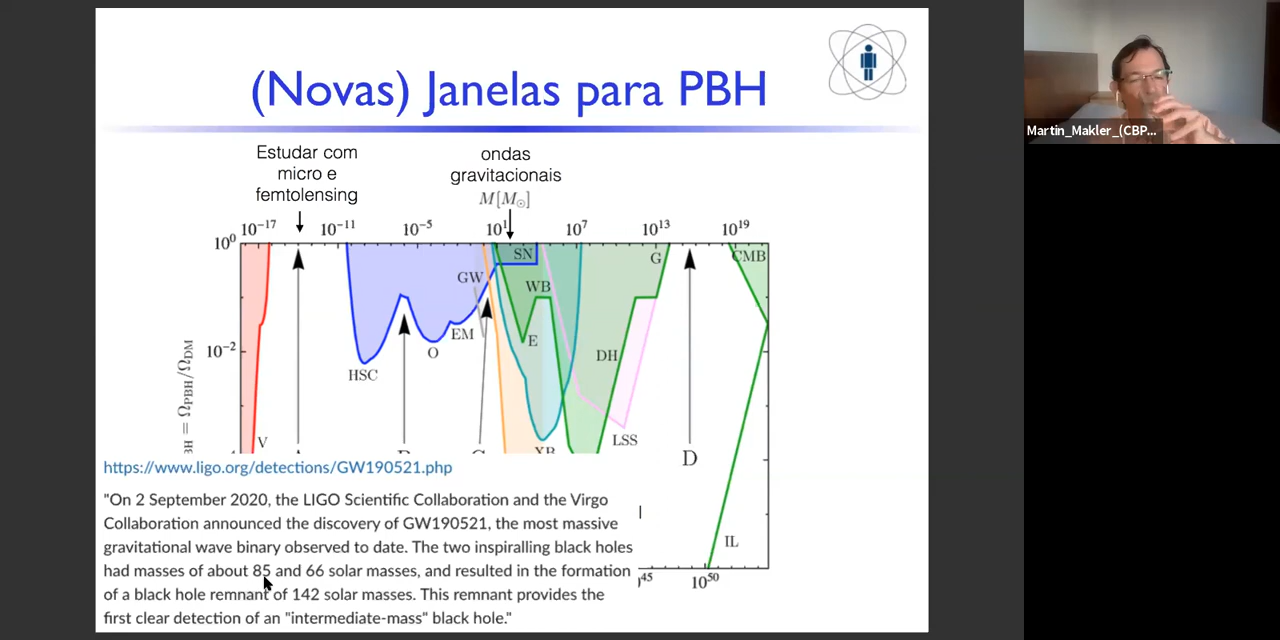 (Novas) Janelas para PBH
Martin_Makler_(CBP...
Estudar com
micro e
femtolensing
ondas
gravitacionais
M[M☉]
10⁻¹⁷ 10⁻¹¹ 10⁻⁵ 10¹ 10⁷ 10¹³ 10¹⁹
10⁰
SN
G
CMB
GW
WB
EM
E
O
10⁻²
DH
HSC
BH = Ω_PBH/Ω_DM
V
LSS
D
https://www.ligo.org/detections/GW190521.php
"On 2 September 2020, the LIGO Scientific Collaboration and the Virgo
Collaboration announced the discovery of GW190521, the most massive
gravitational wave binary observed to date. The two inspiralling black holes
had masses of about 85 and 66 solar masses, and resulted in the formation
of a black hole remnant of 142 solar masses. This remnant provides the
first clear detection of an "intermediate-mass" black hole."
IL
10⁵⁰